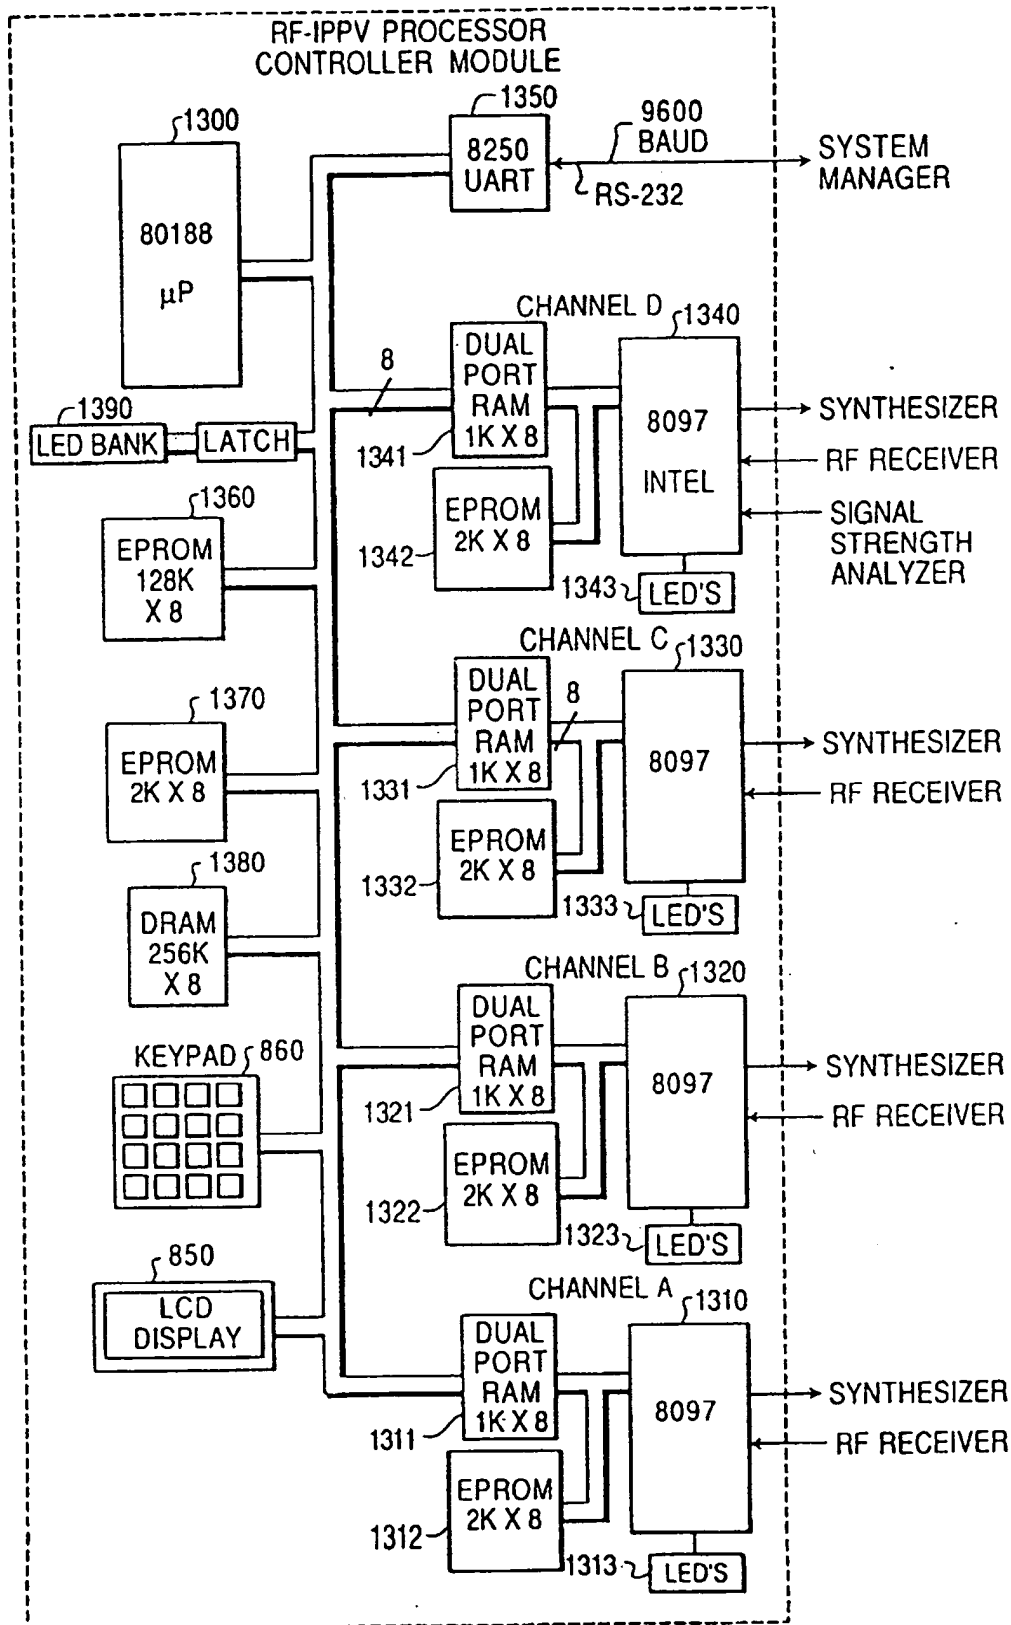 RF-IPPV PROCESSOR
CONTROLLER MODULE
1300
80188
µP
1350
8250
UART
9600
BAUD
RS-232
SYSTEM
MANAGER
1390
LED BANK
LATCH
8
CHANNEL D
DUAL
PORT
RAM
1K X 8
1341
EPROM
2K X 8
1342
1340
8097
INTEL
1343
LED'S
SYNTHESIZER
RF RECEIVER
SIGNAL
STRENGTH
ANALYZER
1360
EPROM
128K
X 8
CHANNEL C
DUAL
PORT
RAM
1K X 8
1331
8
EPROM
2K X 8
1332
1330
8097
1333
LED'S
SYNTHESIZER
RF RECEIVER
1370
EPROM
2K X 8
1380
DRAM
256K
X 8
CHANNEL B
DUAL
PORT
RAM
1K X 8
1321
EPROM
2K X 8
1322
1320
8097
1323
LED'S
SYNTHESIZER
RF RECEIVER
KEYPAD
860
850
LCD
DISPLAY
CHANNEL A
DUAL
PORT
RAM
1K X 8
1311
EPROM
2K X 8
1312
1310
8097
1313
LED'S
SYNTHESIZER
RF RECEIVER